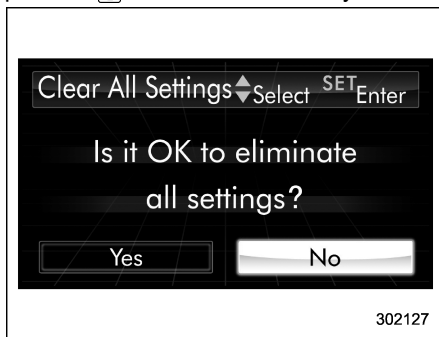 Clear All Settings Select SET Enter
Is it OK to eliminate
all settings?
Yes No
302127